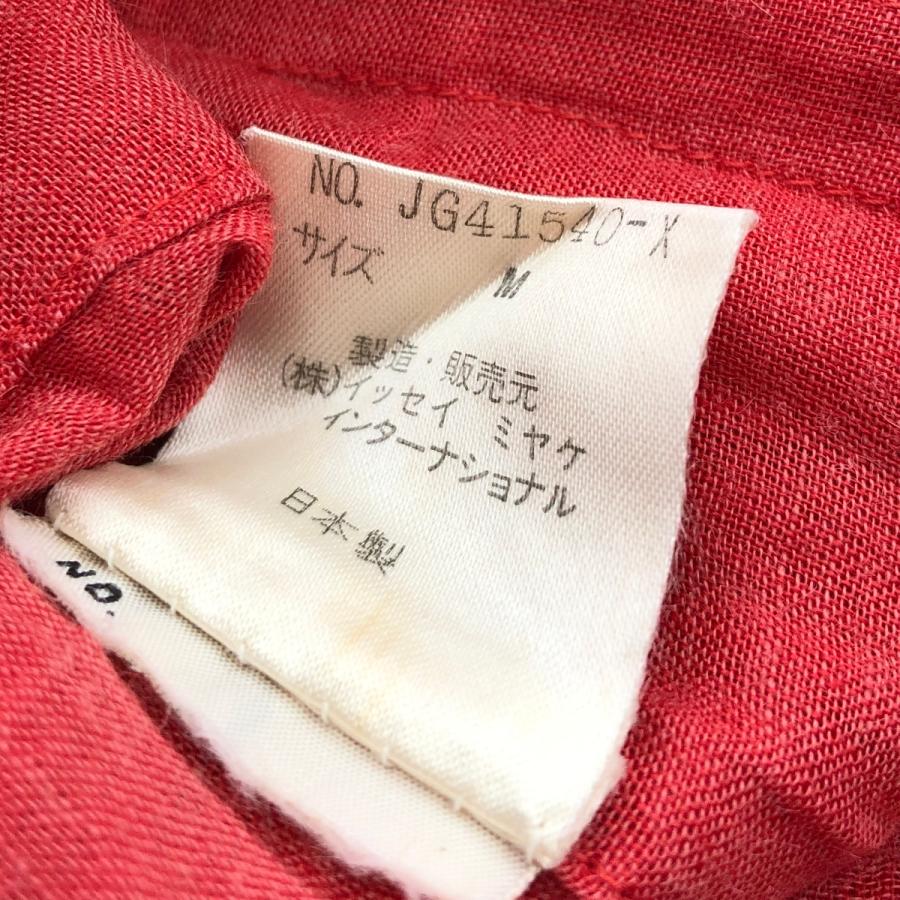 NO. JG41540-X
サイズ M
製造・販売元
(株)イッセイ ミヤケ
インターナショナル
日本製
NO.